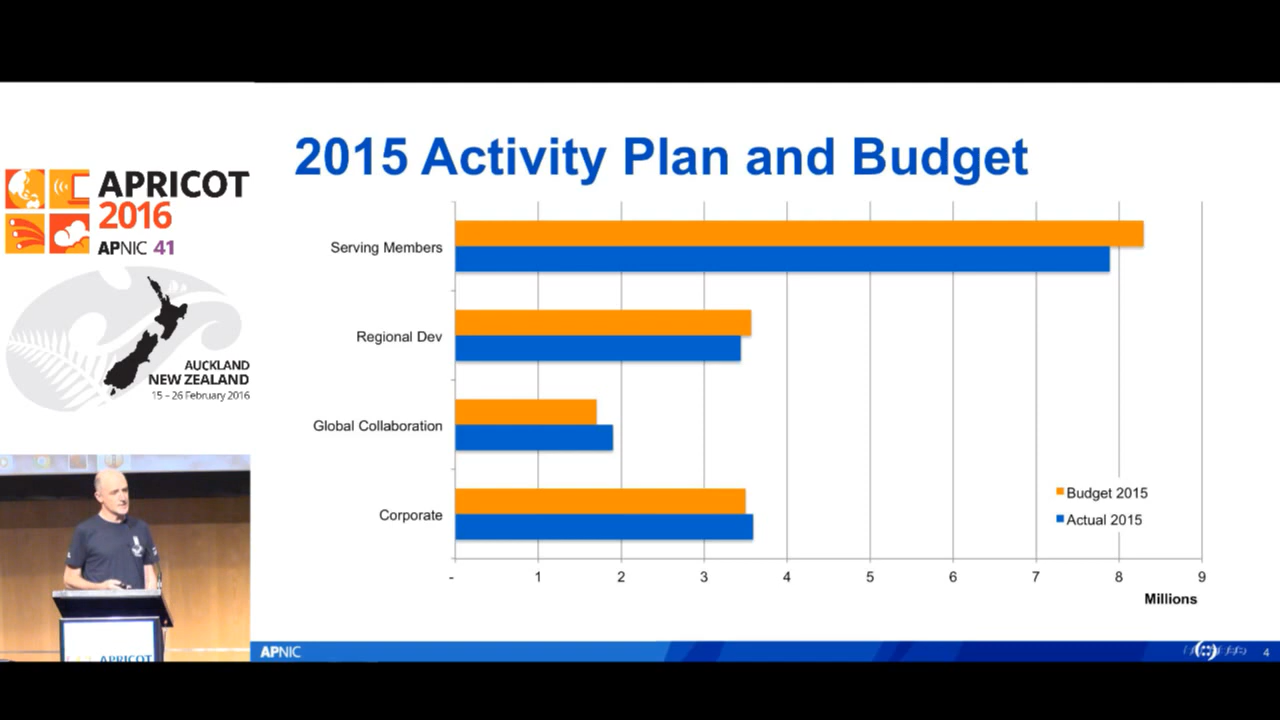 2015 Activity Plan and Budget
APRICOT
2016
APNIC 41
AUCKLAND
NEW ZEALAND
15 – 26 February 2016
Serving Members
Regional Dev
Global Collaboration
Corporate
Budget 2015
Actual 2015
- 1 2 3 4 5 6 7 8 9
Millions
APRICOT
APNIC
4